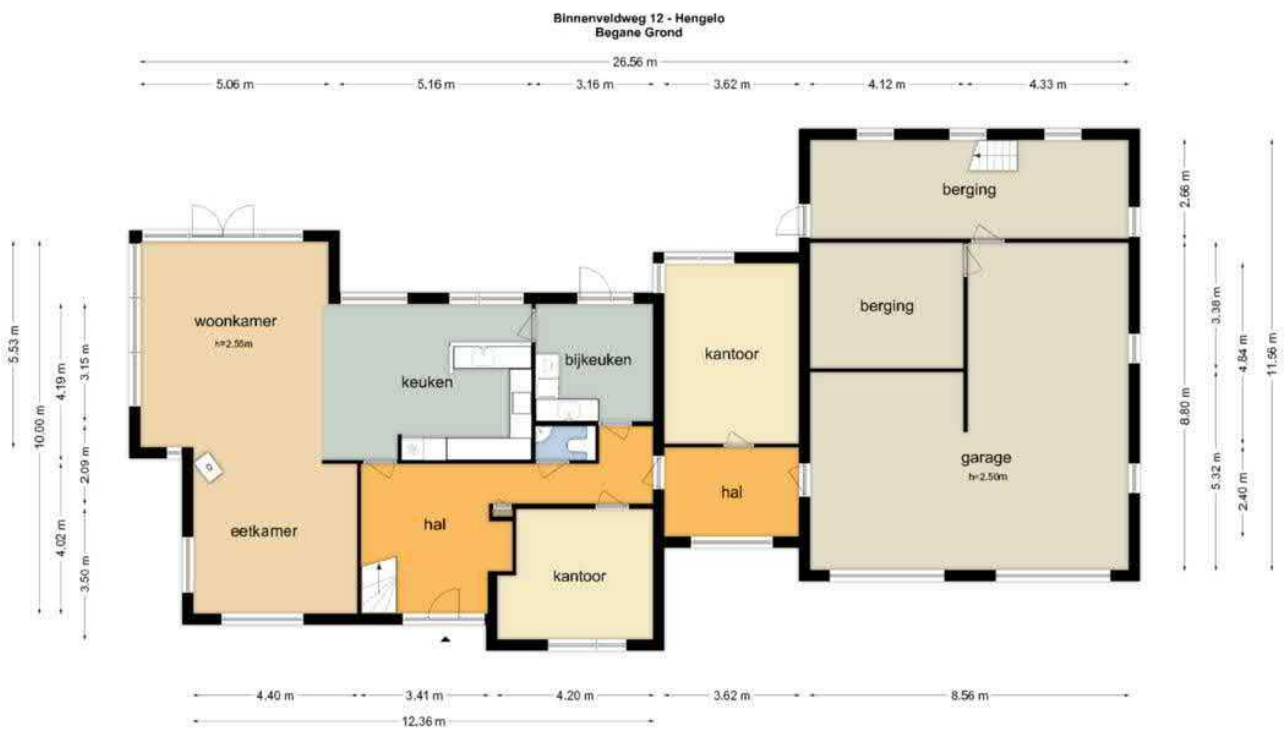 Binnenveldweg 12 - Hengelo
Begane Grond
26.56 m
5.06 m 5.16 m 3.16 m 3.62 m 4.12 m 4.33 m
berging
2.66 m
woonkamer
h=2.55m
keuken
bijkeuken
kantoor
berging
5.53 m
10.00 m
4.19 m
3.15 m
3.38 m
4.84 m
11.56 m
8.80 m
garage
h=2.50m
hal
2.09 m
5.32 m
2.40 m
eetkamer
hal
kantoor
4.02 m
3.50 m
4.40 m 3.41 m 4.20 m 3.62 m 8.56 m
12.36 m